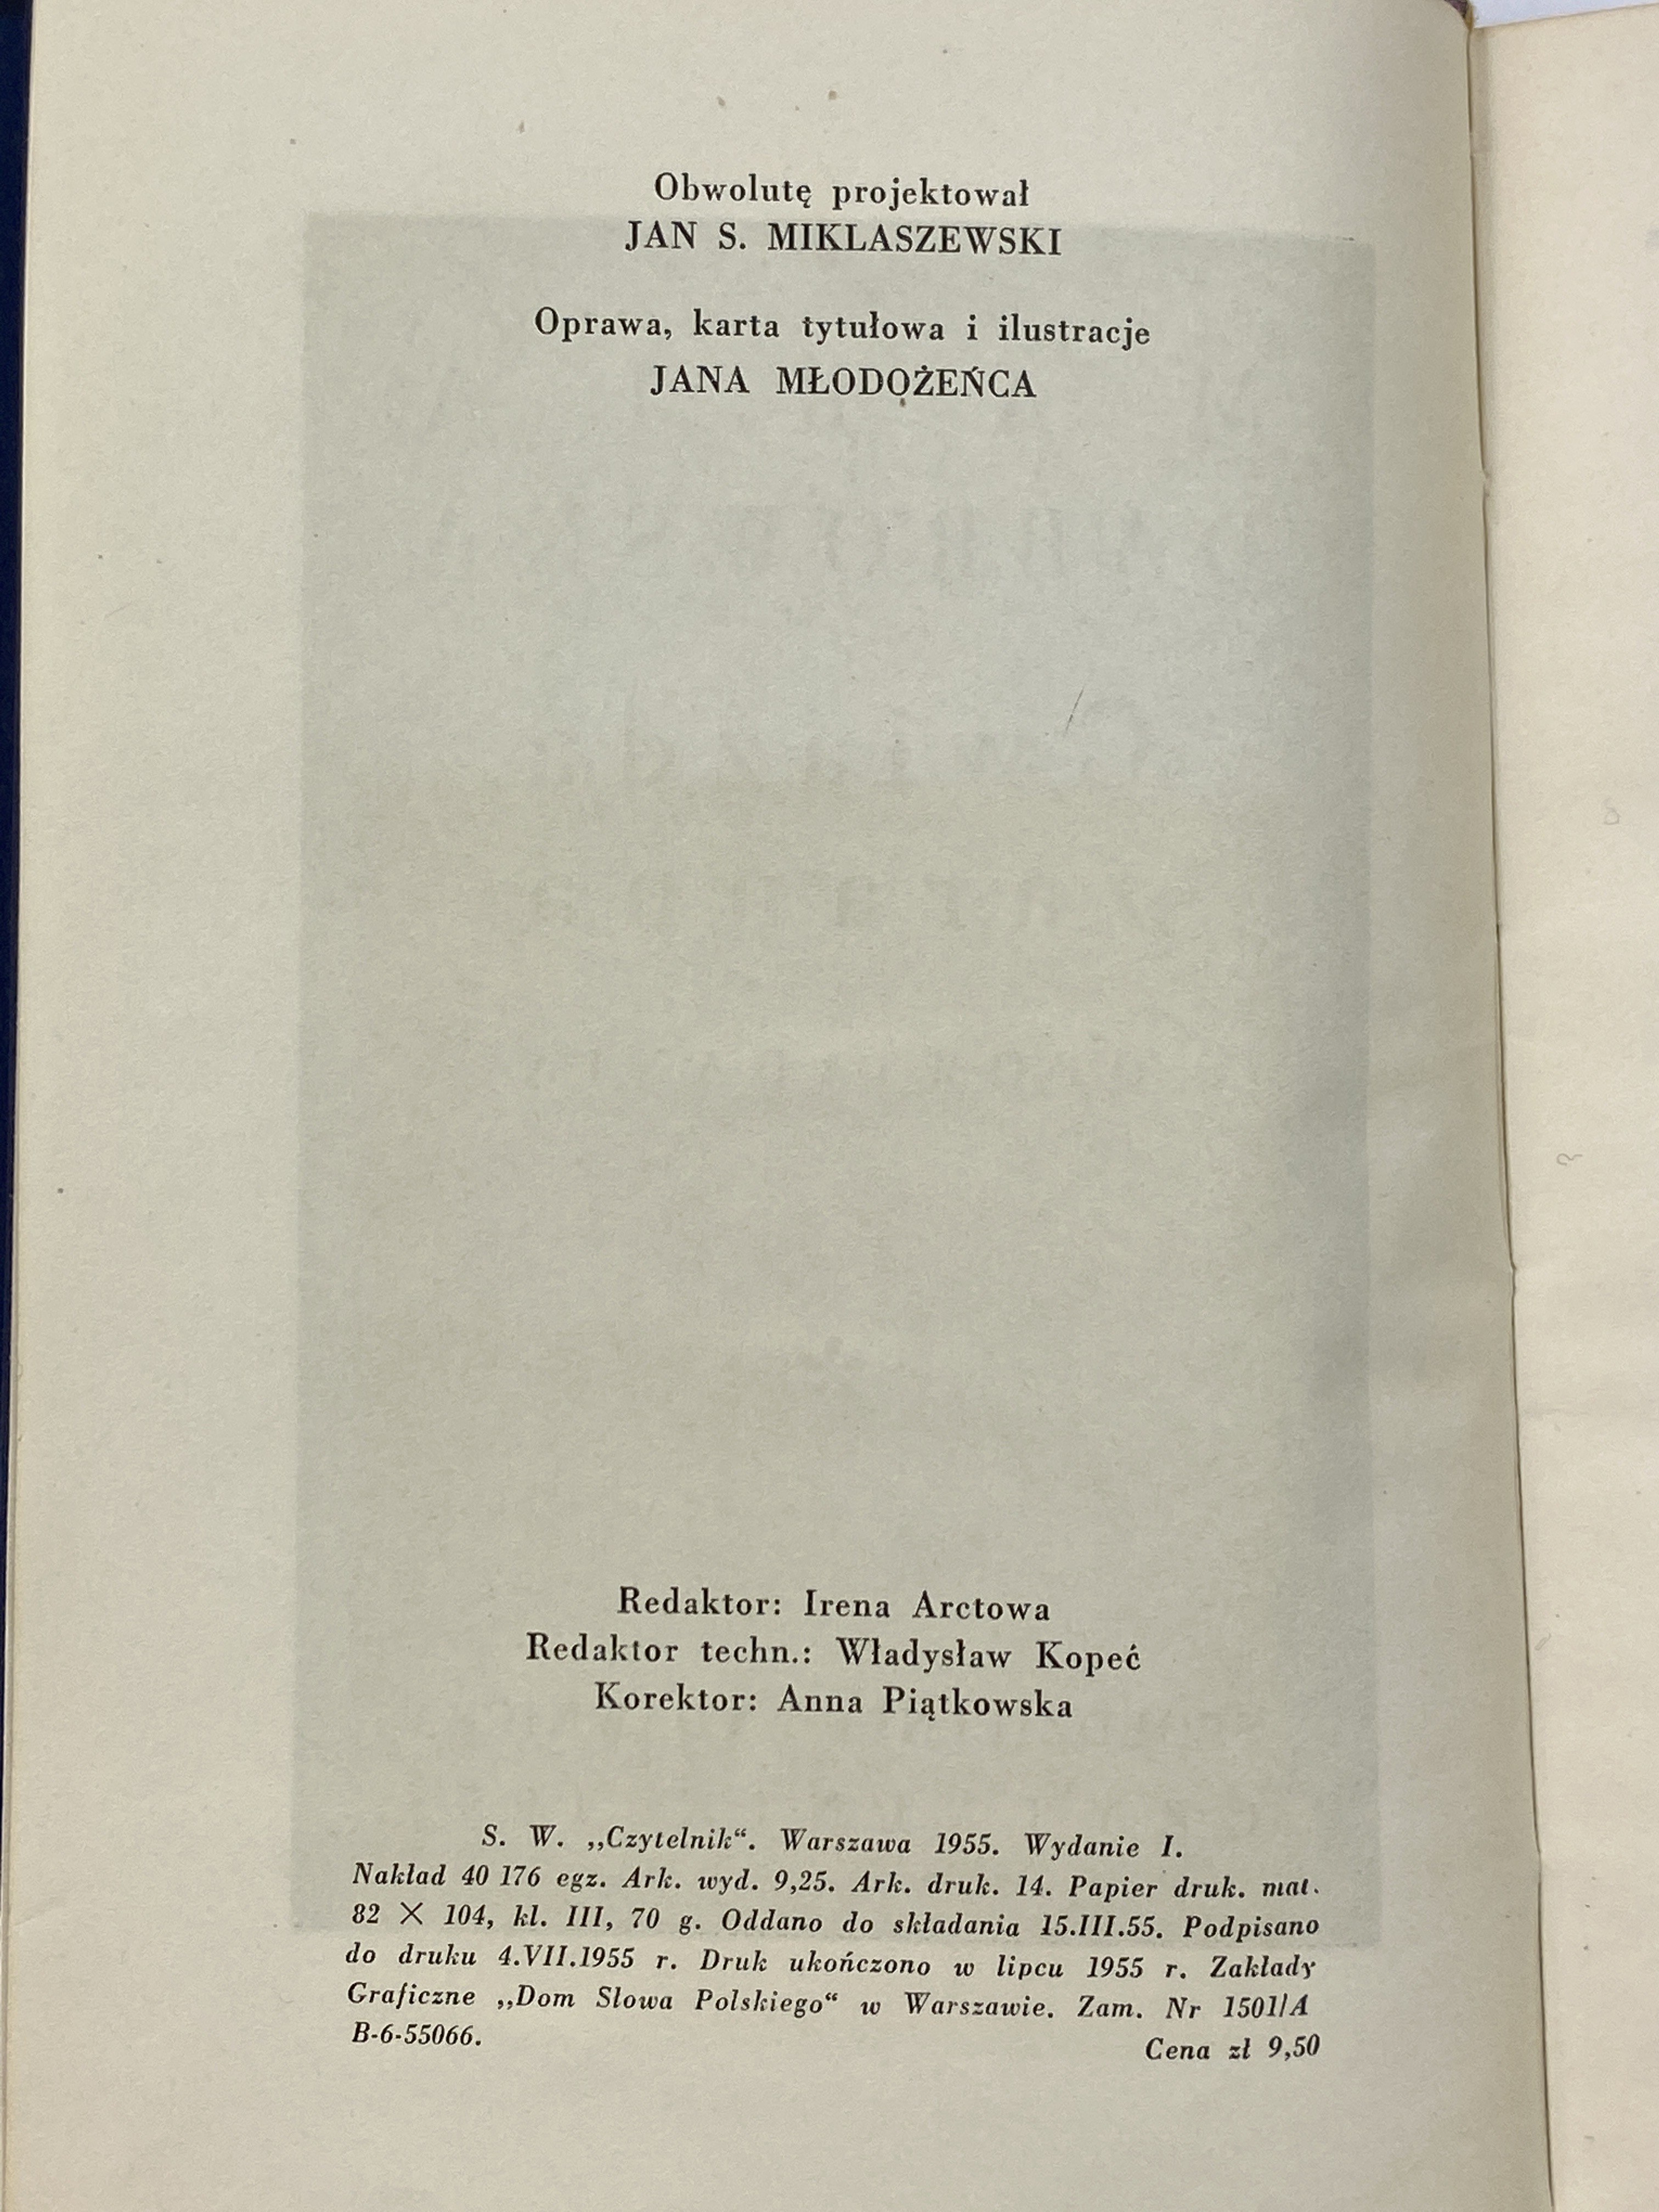 Obwolutę projektował
JAN S. MIKLASZEWSKI
Oprawa, karta tytułowa i ilustracje
JANA MŁODOŻEŃCA
Redaktor: Irena Arctowa
Redaktor techn.: Władysław Kopeć
Korektor: Anna Piątkowska
S. W. „Czytelnik“. Warszawa 1955. Wydanie I.
Nakład 40 176 egz. Ark. wyd. 9,25. Ark. druk. 14. Papier druk. mat.
82 × 104, kl. III, 70 g. Oddano do składania 15.III.55. Podpisano
do druku 4.VII.1955 r. Druk ukończono w lipcu 1955 r. Zakłady
Graficzne „Dom Słowa Polskiego“ w Warszawie. Zam. Nr 1501/A
B-6-55066. Cena zł 9,50